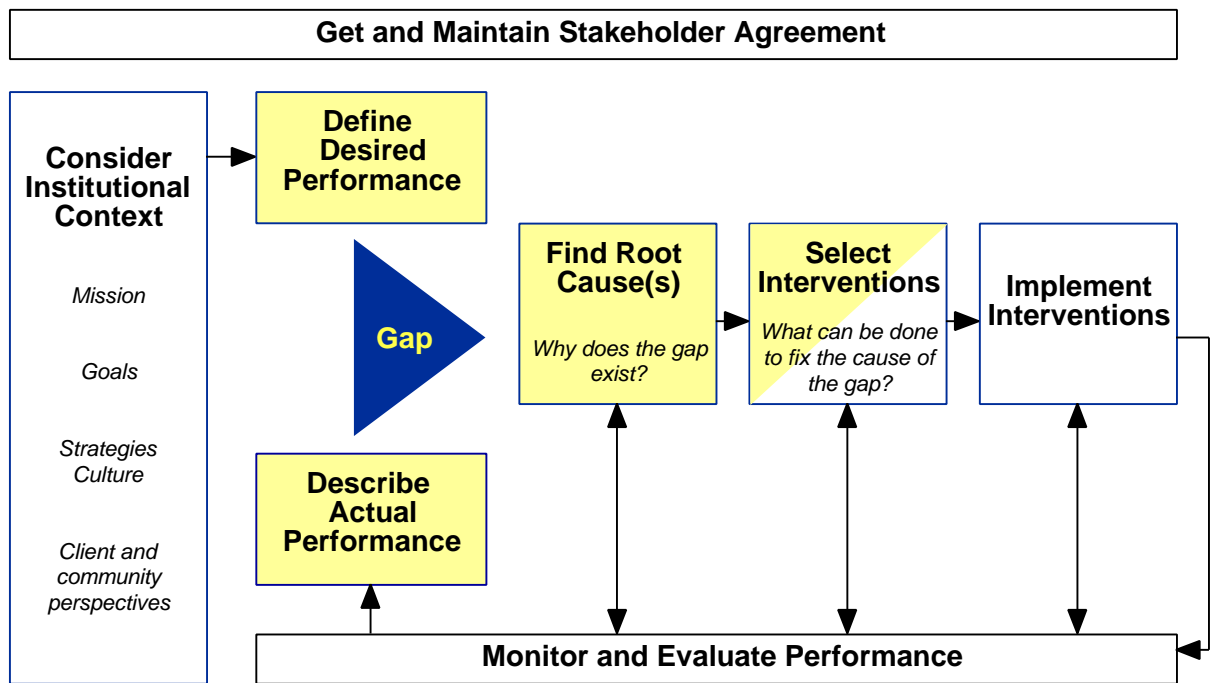 Get and Maintain Stakeholder Agreement
Consider
Institutional
Context
Mission
Goals
Strategies
Culture
Client and
community
perspectives
Define
Desired
Performance
Gap
Describe
Actual
Performance
Find Root
Cause(s)
Why does the gap
exist?
Select
Interventions
What can be done
to fix the cause of
the gap?
Implement
Interventions
Monitor and Evaluate Performance